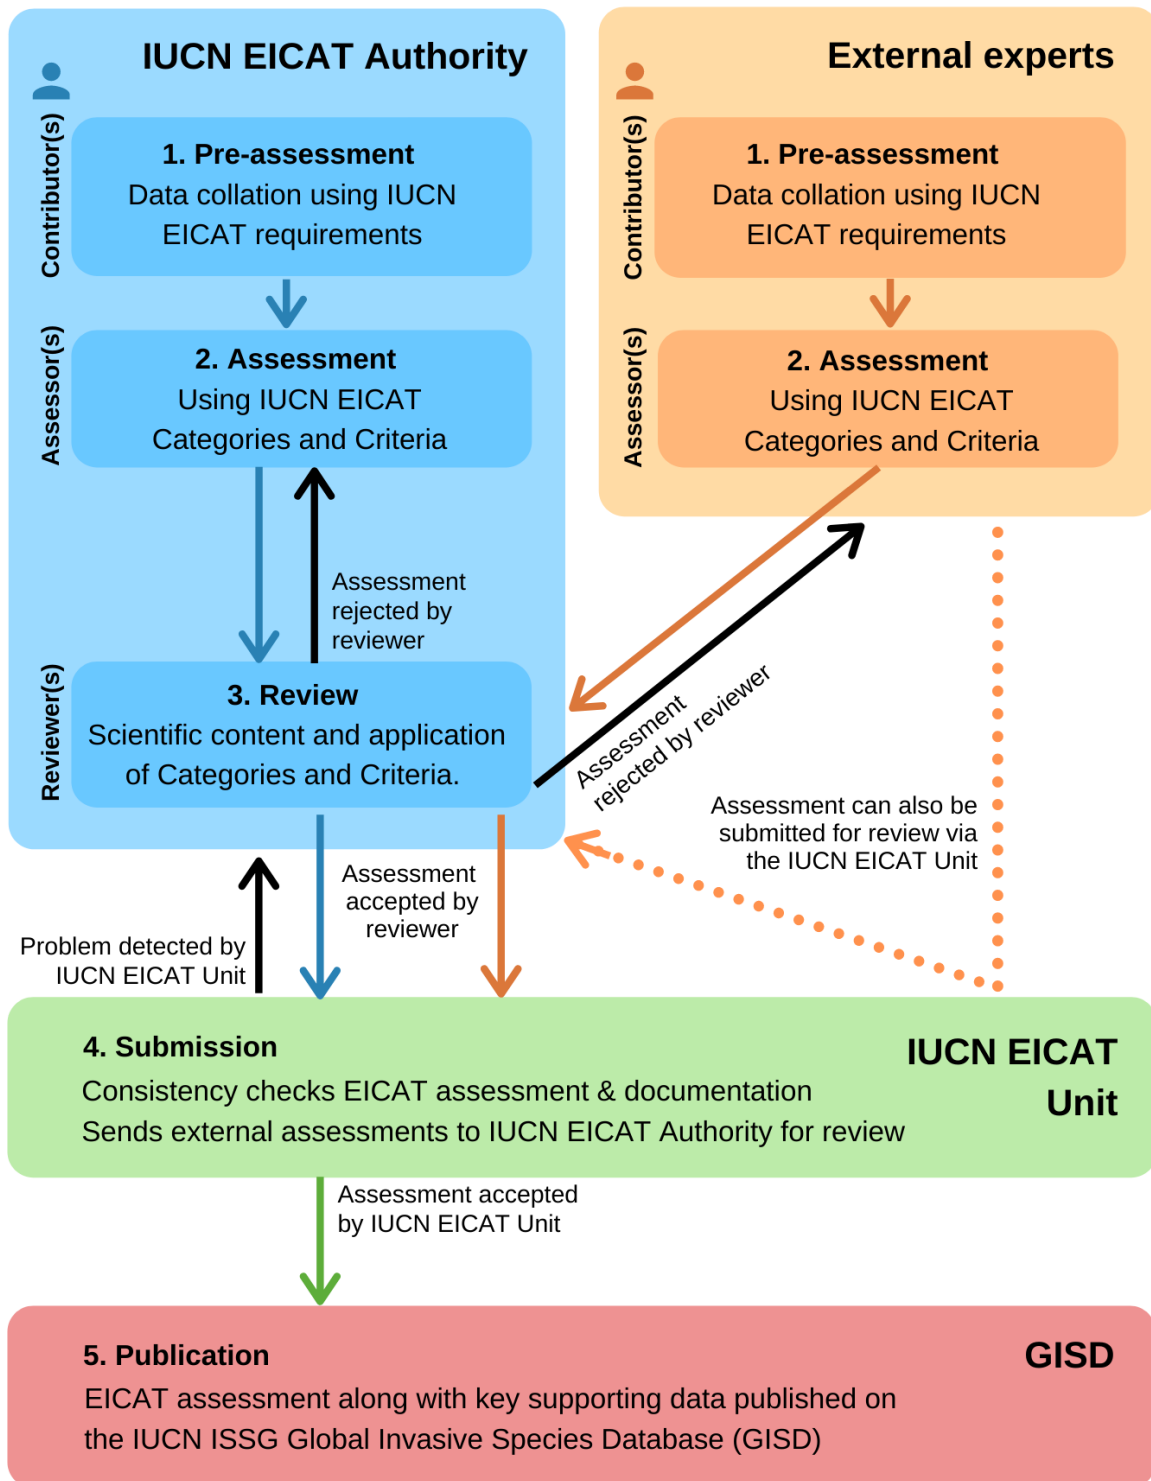 IUCN EICAT Authority
Contributor(s)
1. Pre-assessment
Data collation using IUCN
EICAT requirements
Assessor(s)
2. Assessment
Using IUCN EICAT
Categories and Criteria
Assessment
rejected by
reviewer
Reviewer(s)
3. Review
Scientific content and application
of Categories and Criteria.
External experts
Contributor(s)
1. Pre-assessment
Data collation using IUCN
EICAT requirements
Assessor(s)
2. Assessment
Using IUCN EICAT
Categories and Criteria
Assessment
rejected by reviewer
Assessment can also be
submitted for review via
the IUCN EICAT Unit
Assessment
accepted by
reviewer
Problem detected by
IUCN EICAT Unit
IUCN EICAT
Unit
4. Submission
Consistency checks EICAT assessment & documentation
Sends external assessments to IUCN EICAT Authority for review
Assessment accepted
by IUCN EICAT Unit
GISD
5. Publication
EICAT assessment along with key supporting data published on
the IUCN ISSG Global Invasive Species Database (GISD)